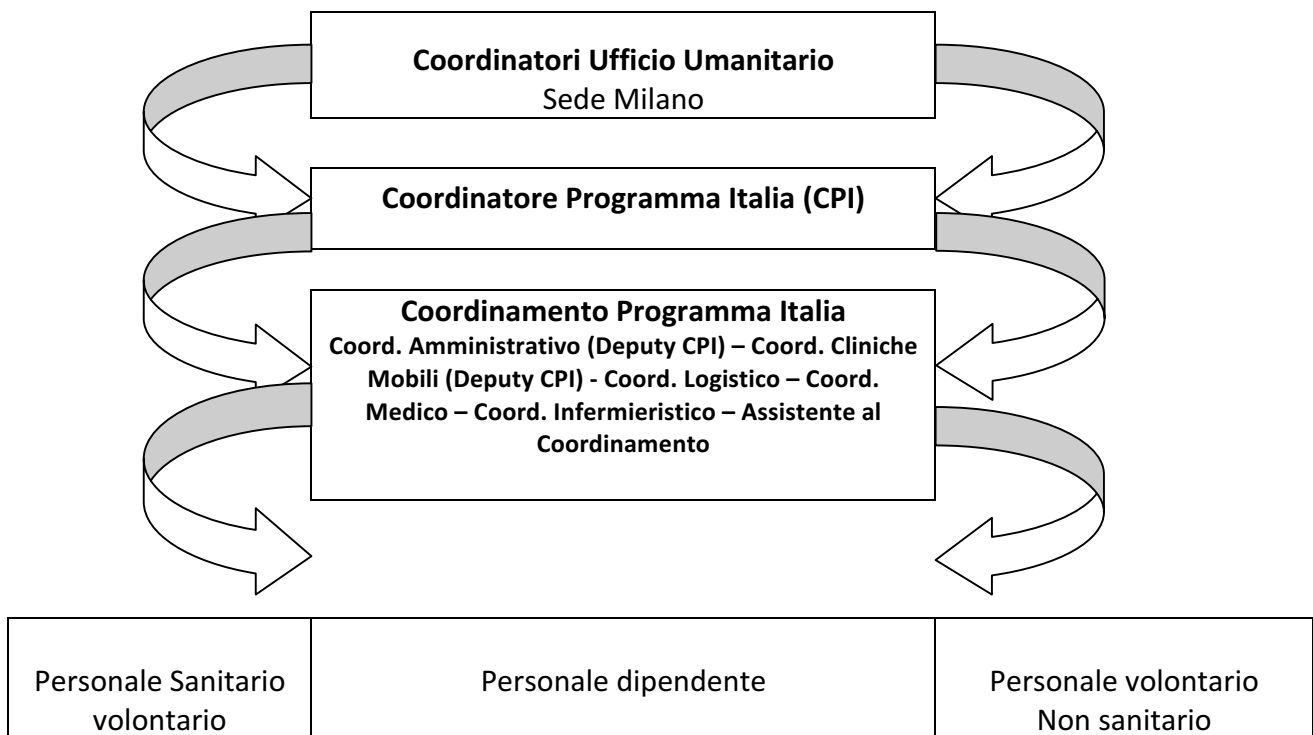 Coordinatori Ufficio Umanitario
Sede Milano
Coordinatore Programma Italia (CPI)
Coordinamento Programma Italia
Coord. Amministrativo (Deputy CPI) – Coord. Cliniche
Mobili (Deputy CPI) - Coord. Logistico – Coord.
Medico – Coord. Infermieristico – Assistente al
Coordinamento
Personale Sanitario
volontario
Personale dipendente
Personale volontario
Non sanitario